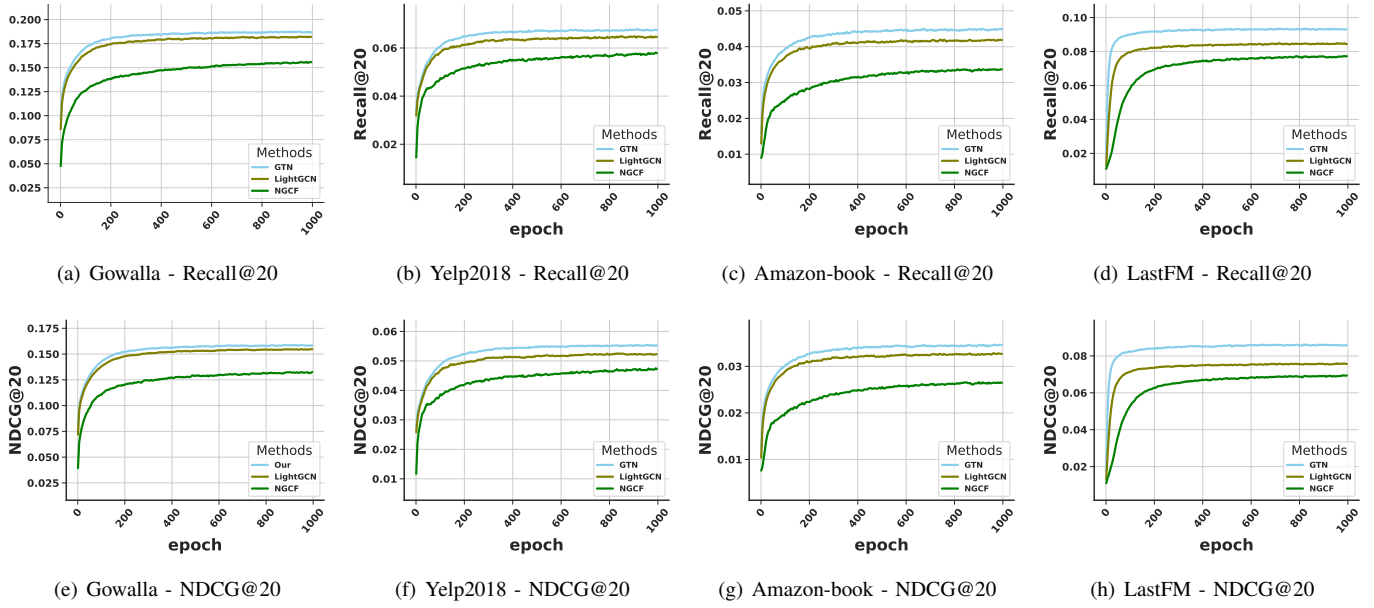 0.200
0.175
0.150
0.125
0.100
0.075
0.050
0.025
0
200
400
600
800
1000
Methods
GTN
LightGCN
NGCF
(a) Gowalla - Recall@20
Recall@20
0.06
0.04
0.02
0
200
400
600
800
1000
epoch
Methods
GTN
LightGCN
NGCF
(b) Yelp2018 - Recall@20
Recall@20
0.05
0.04
0.03
0.02
0.01
0
200
400
600
800
1000
epoch
Methods
GTN
LightGCN
NGCF
(c) Amazon-book - Recall@20
Recall@20
0.10
0.08
0.06
0.04
0.02
0
200
400
600
800
1000
epoch
Methods
GTN
LightGCN
NGCF
(d) LastFM - Recall@20
NDCG@20
0.175
0.150
0.125
0.100
0.075
0.050
0.025
0
200
400
600
800
1000
epoch
Methods
Our
LightGCN
NGCF
(e) Gowalla - NDCG@20
NDCG@20
0.06
0.05
0.04
0.03
0.02
0.01
0
200
400
600
800
1000
epoch
Methods
GTN
LightGCN
NGCF
(f) Yelp2018 - NDCG@20
NDCG@20
0.03
0.02
0.01
0
200
400
600
800
1000
epoch
Methods
GTN
LightGCN
NGCF
(g) Amazon-book - NDCG@20
NDCG@20
0.08
0.06
0.04
0.02
0
200
400
600
800
1000
epoch
Methods
GTN
LightGCN
NGCF
(h) LastFM - NDCG@20